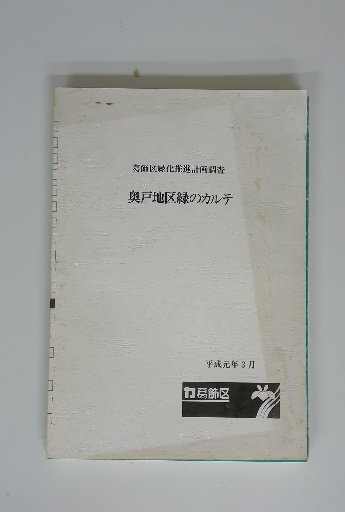 葛飾区緑化推進計画調査
奥戸地区緑のカルテ
平成元年3月
葛飾区